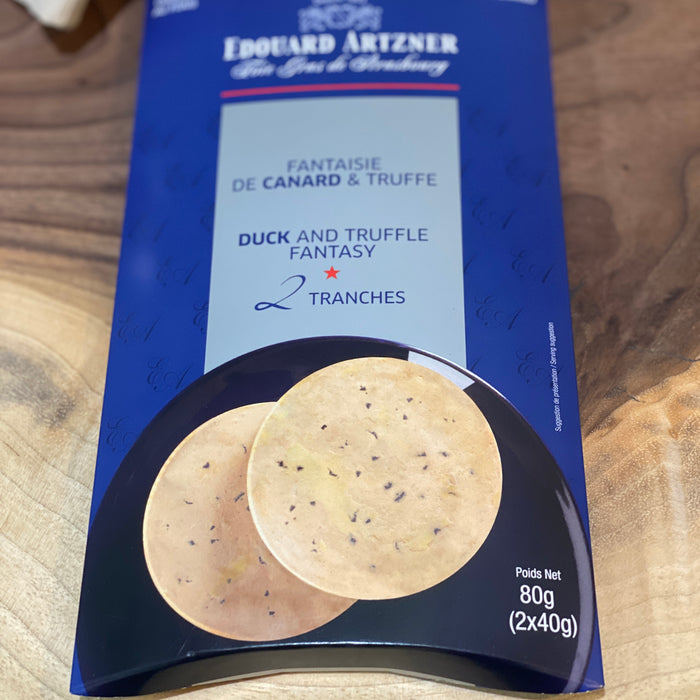 EDOUARD ARTZNER
Foie Gras de Strasbourg
FANTAISIE
DE CANARD & TRUFFE
DUCK AND TRUFFLE
FANTASY
2 TRANCHES
Suggestion de présentation / Serving suggestion
Poids Net
80g
(2x40g)